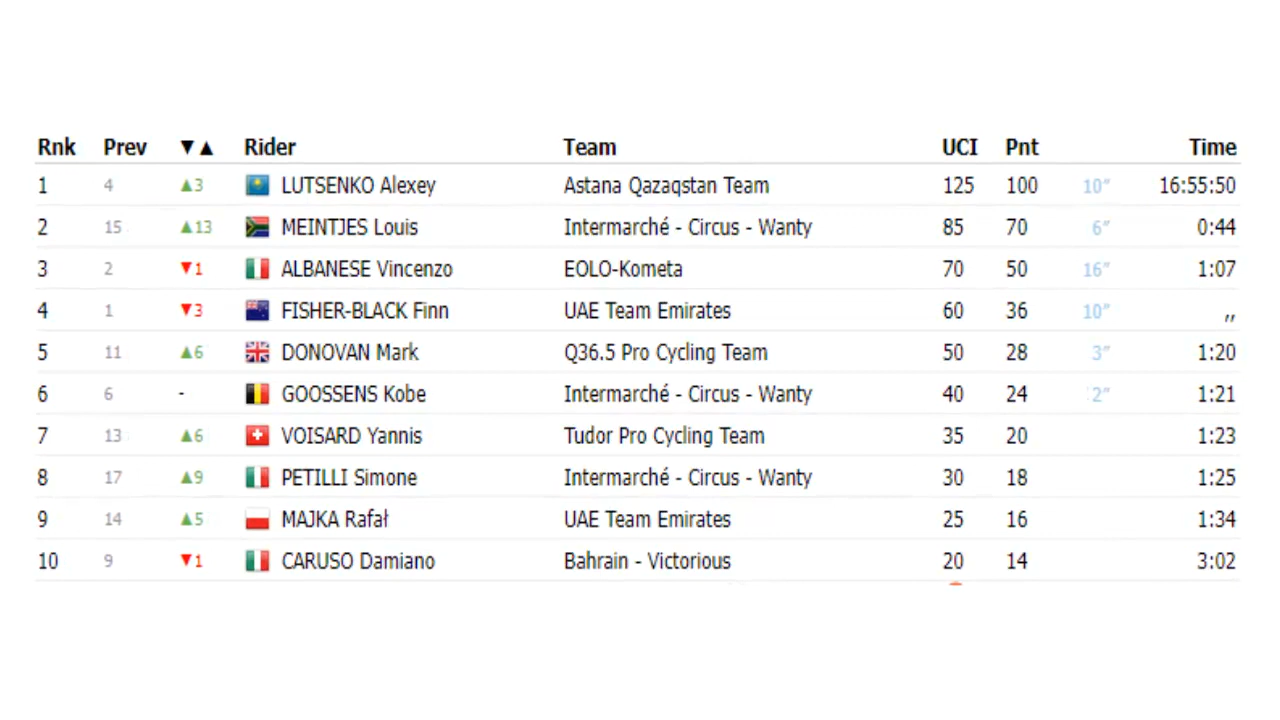 Rnk Prev ▼▲ Rider Team UCI Pnt Time
1 4 ▲3 LUTSENKO Alexey Astana Qazaqstan Team 125 100 10″ 16:55:50
2 15 ▲13 MEINTJES Louis Intermarché - Circus - Wanty 85 70 6″ 0:44
3 2 ▼1 ALBANESE Vincenzo EOLO-Kometa 70 50 16″ 1:07
4 1 ▼3 FISHER-BLACK Finn UAE Team Emirates 60 36 10″ ,,
5 11 ▲6 DONOVAN Mark Q36.5 Pro Cycling Team 50 28 3″ 1:20
6 6 - GOOSSENS Kobe Intermarché - Circus - Wanty 40 24 2″ 1:21
7 13 ▲6 VOISARD Yannis Tudor Pro Cycling Team 35 20 1:23
8 17 ▲9 PETILLI Simone Intermarché - Circus - Wanty 30 18 1:25
9 14 ▲5 MAJKA Rafał UAE Team Emirates 25 16 1:34
10 9 ▼1 CARUSO Damiano Bahrain - Victorious 20 14 3:02